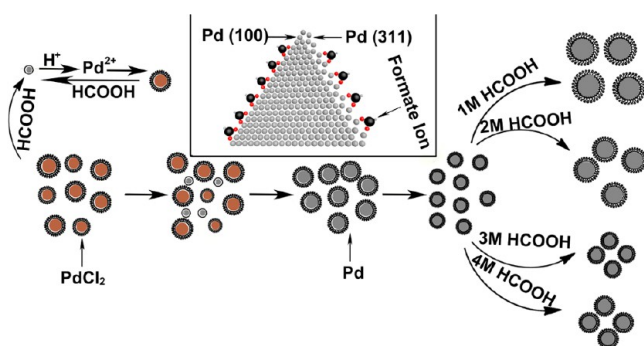 Pd (100)
Pd (311)
H⁺
Pd²⁺
HCOOH
HCOOH
Formate Ion
1M HCOOH
2M HCOOH
3M HCOOH
4M HCOOH
PdCl₂
Pd